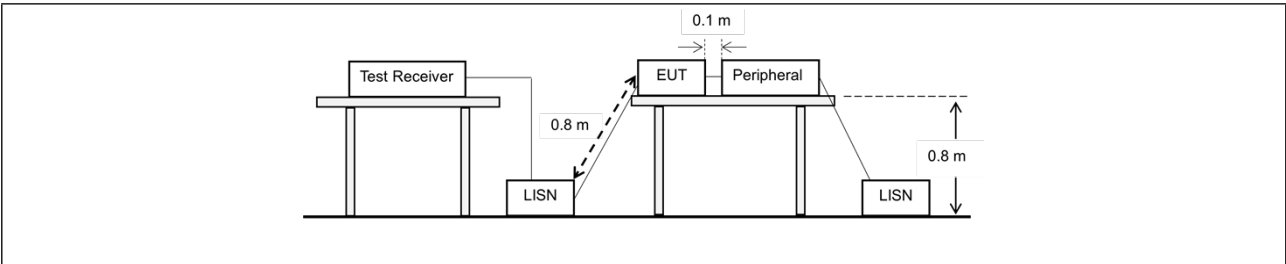 0.1 m
Test Receiver
EUT
Peripheral
0.8 m
0.8 m
LISN
LISN